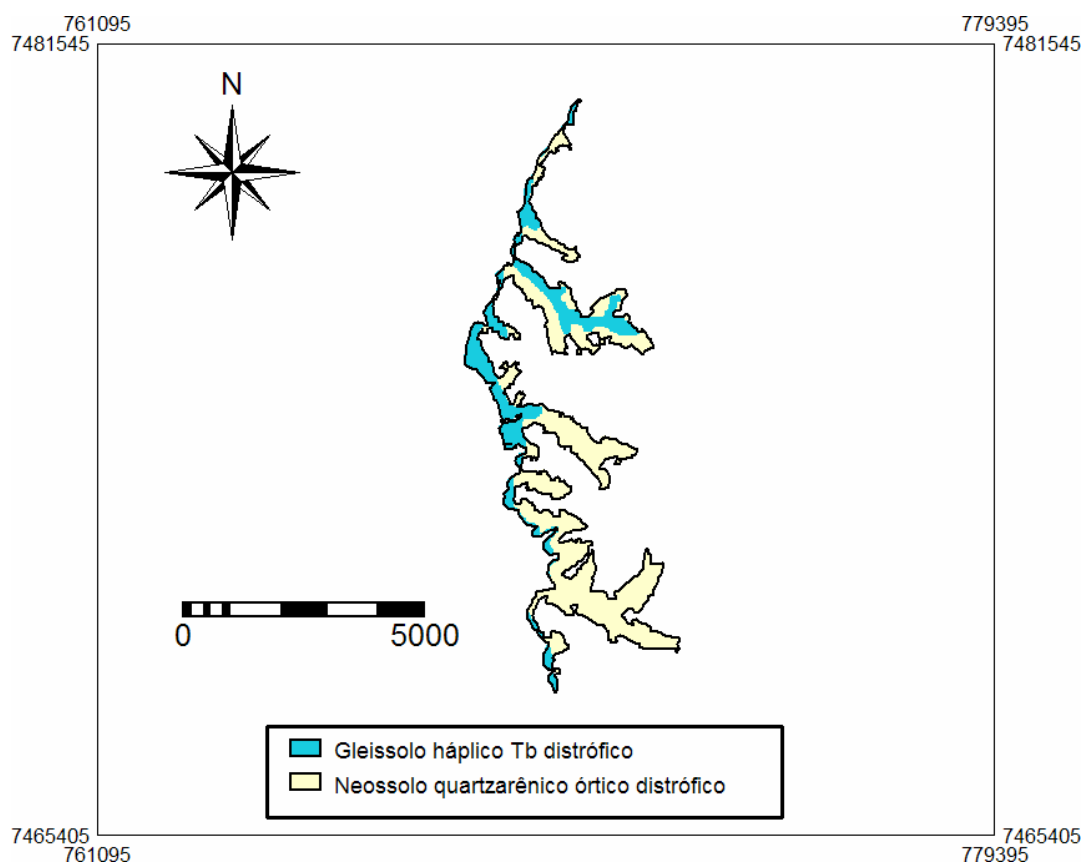 761095 779395
7481545 7481545
N
0 5000
Gleissolo háplico Tb distrófico
Neossolo quartzarênico órtico distrófico
7465405 7465405
761095 779395